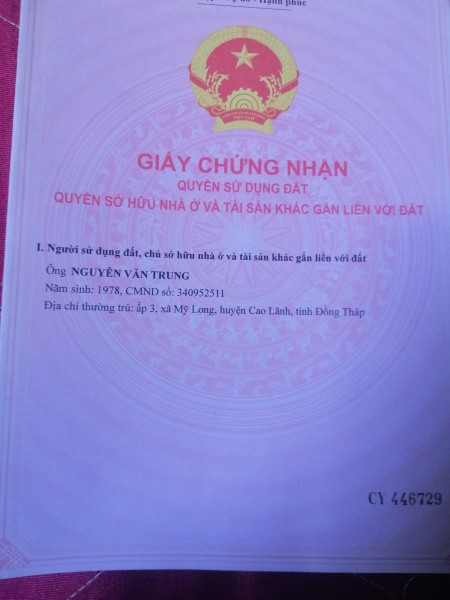 Hạnh phúc
VIỆT NAM
GIẤY CHỨNG NHẬN
QUYỀN SỬ DỤNG ĐẤT
QUYỀN SỞ HỮU NHÀ Ở VÀ TÀI SẢN KHÁC GẮN LIỀN VỚI ĐẤT
I. Người sử dụng đất, chủ sở hữu nhà ở và tài sản khác gắn liền với đất
Ông NGUYỄN VĂN TRUNG
Năm sinh: 1978, CMND số: 340952511
Địa chỉ thường trú: ấp 3, xã Mỹ Long, huyện Cao Lãnh, tỉnh Đồng Tháp
CY 446729